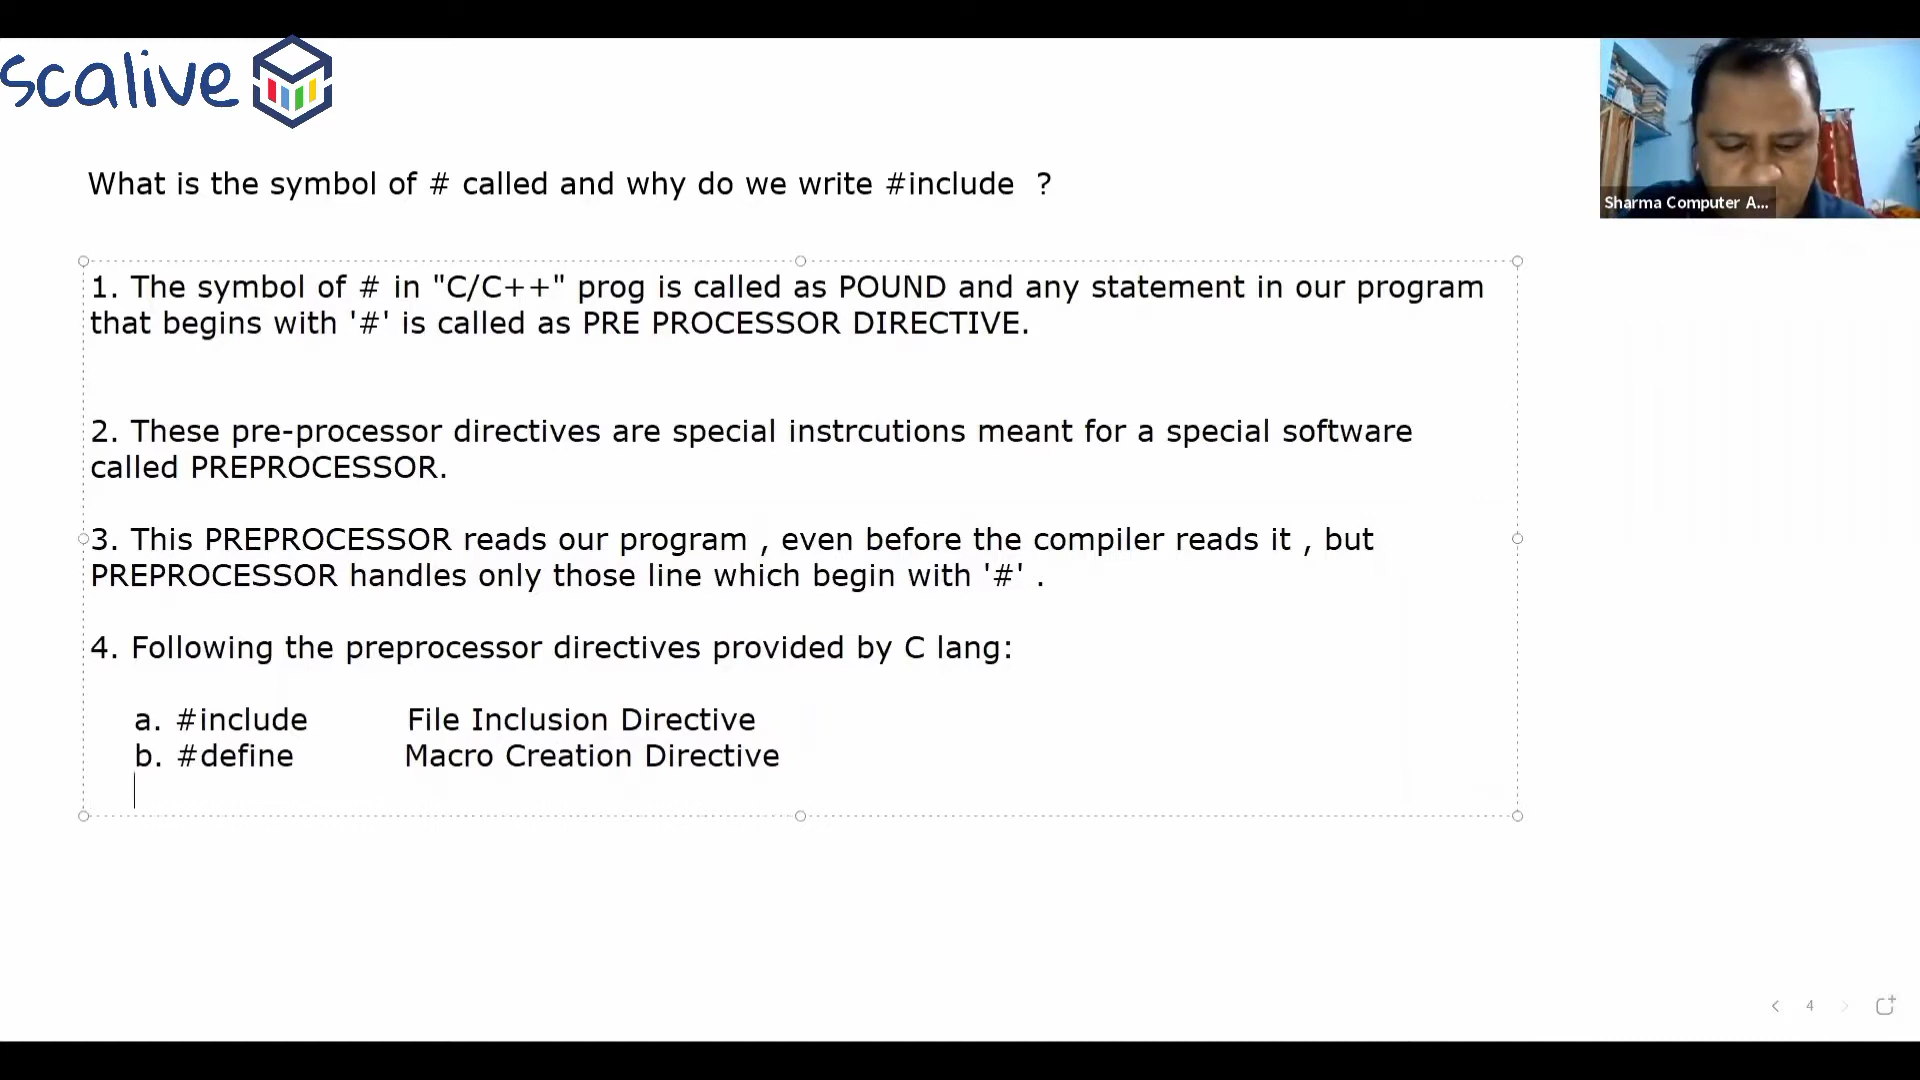 scalive
Sharma Computer A...
What is the symbol of # called and why do we write #include ?
1. The symbol of # in "C/C++" prog is called as POUND and any statement in our program
that begins with '#' is called as PRE PROCESSOR DIRECTIVE.
2. These pre-processor directives are special instrcutions meant for a special software
called PREPROCESSOR.
3. This PREPROCESSOR reads our program , even before the compiler reads it , but
PREPROCESSOR handles only those line which begin with '#' .
4. Following the preprocessor directives provided by C lang:
a. #include File Inclusion Directive
b. #define Macro Creation Directive
4